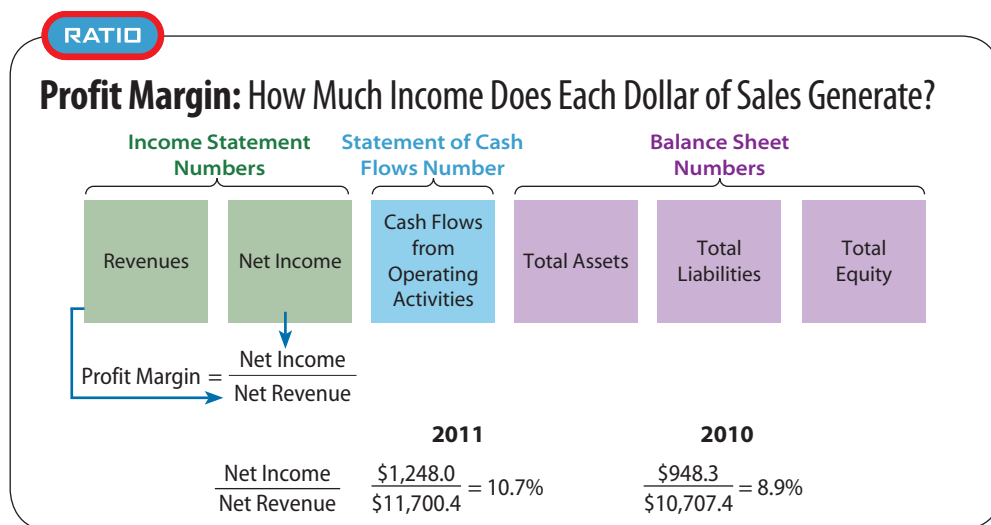 RATIO
Profit Margin: How Much Income Does Each Dollar of Sales Generate?
Income Statement
Numbers
Statement of Cash
Flows Number
Balance Sheet
Numbers
Revenues
Net Income
Cash Flows
from
Operating
Activities
Total Assets
Total
Liabilities
Total
Equity
Profit Margin = Net Income
Net Revenue
2011 2010
Net Income $1,248.0 = 10.7% $948.3 = 8.9%
Net Revenue $11,700.4 $10,707.4